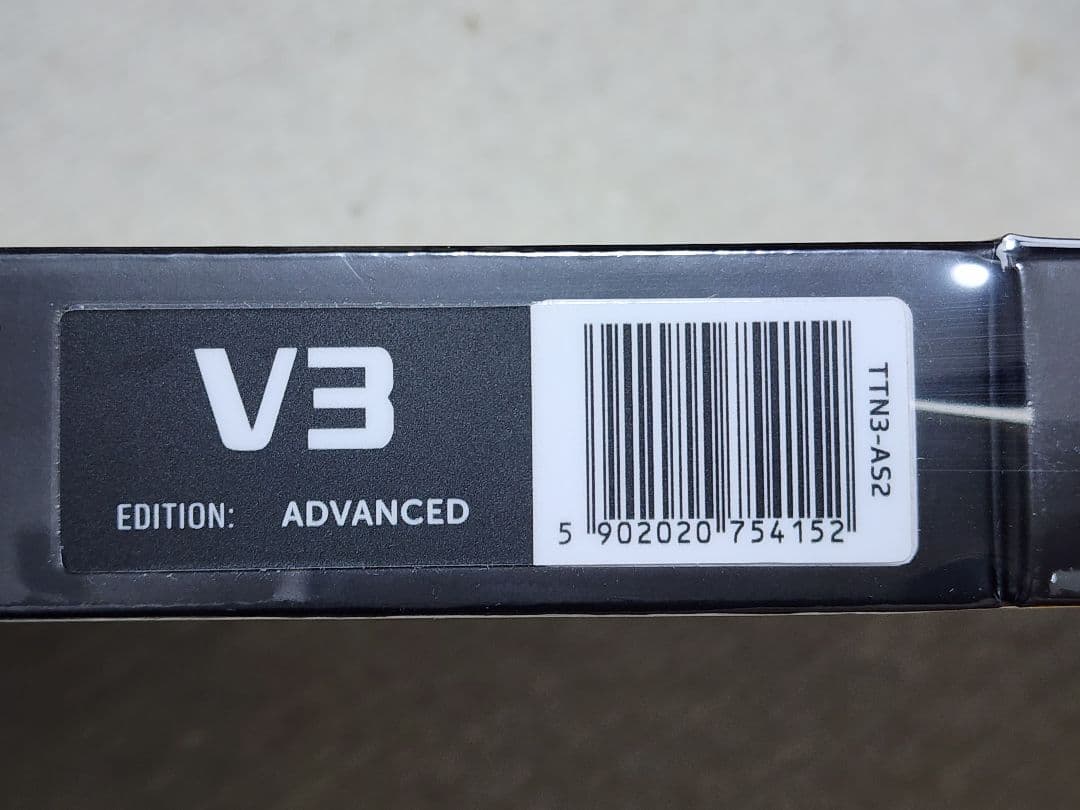 V3
EDITION: ADVANCED
5 902020 754152
TTN3-AS2